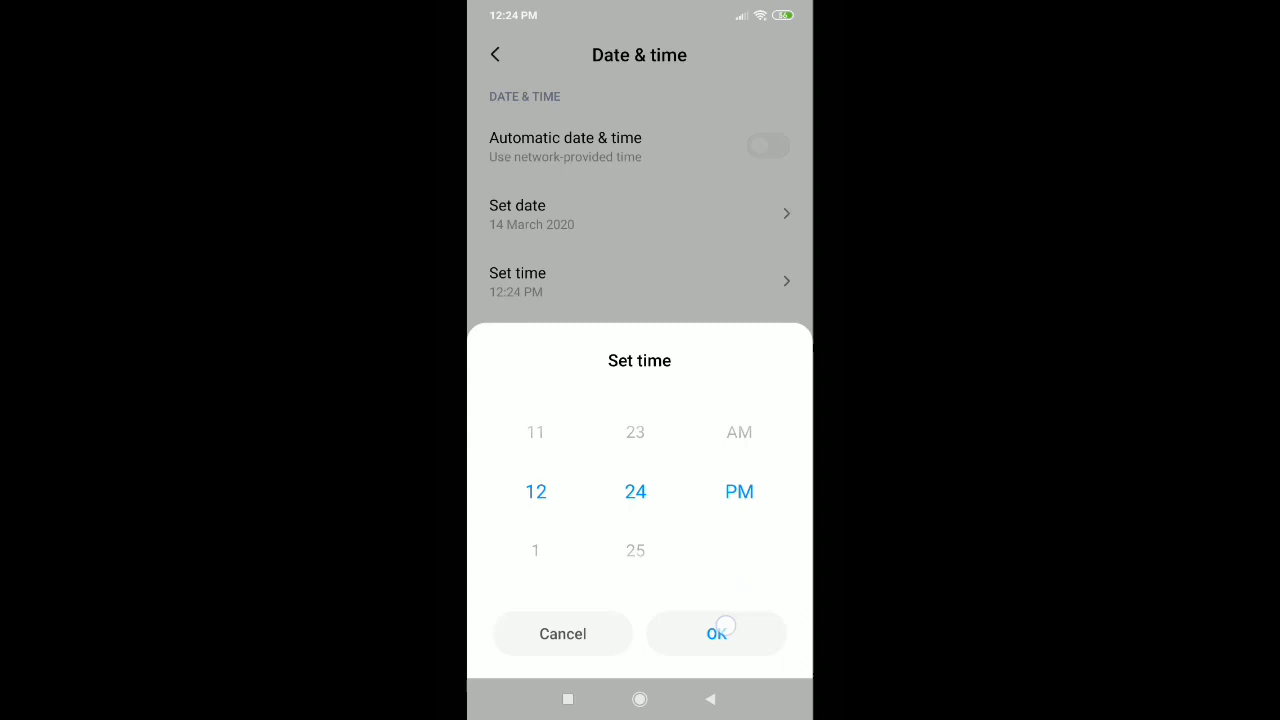 12:24 PM
Date & time
DATE & TIME
Automatic date & time
Use network-provided time
Set date
14 March 2020
Set time
12:24 PM
Set time
11 23 AM
12 24 PM
1 25
Cancel OK